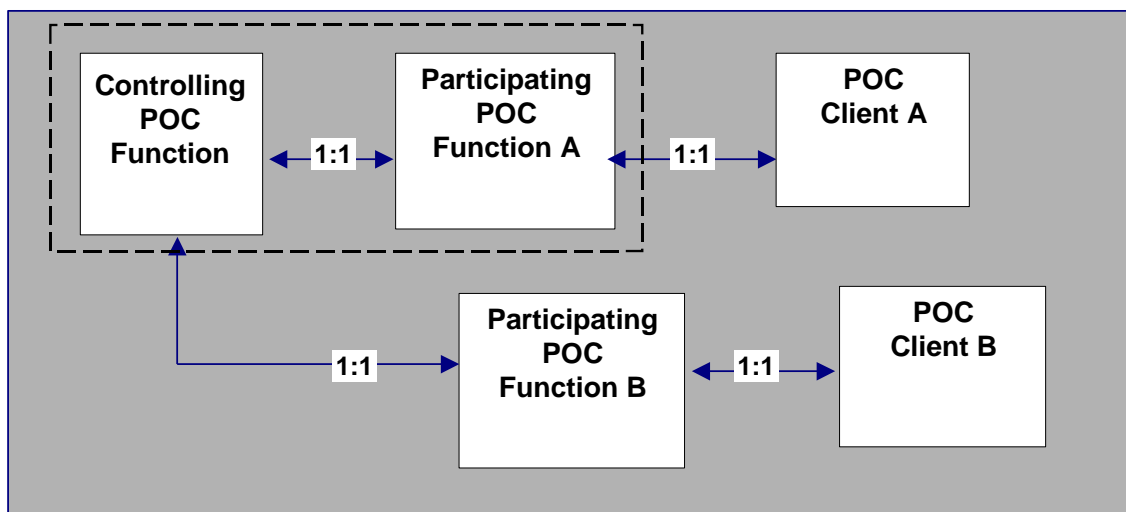 Controlling
POC
Function
1:1
Participating
POC
Function A
1:1
POC
Client A
1:1
Participating
POC
Function B
1:1
POC
Client B